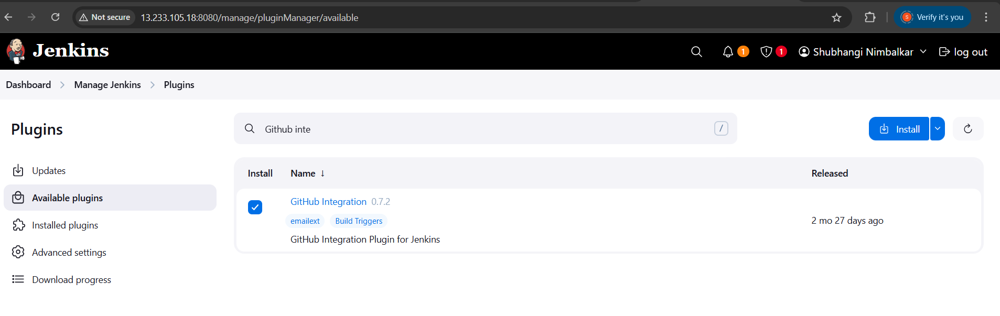 Not secure 13.233.105.18:8080/manage/pluginManager/available S Verify it's you
Jenkins 1 1 Shubhangi Nimbalkar log out
Dashboard Manage Jenkins Plugins
Plugins
Github inte / Install
Updates
Available plugins
Installed plugins
Advanced settings
Download progress
Install Name ↓ Released
GitHub Integration 0.7.2
emailext Build Triggers
GitHub Integration Plugin for Jenkins
2 mo 27 days ago